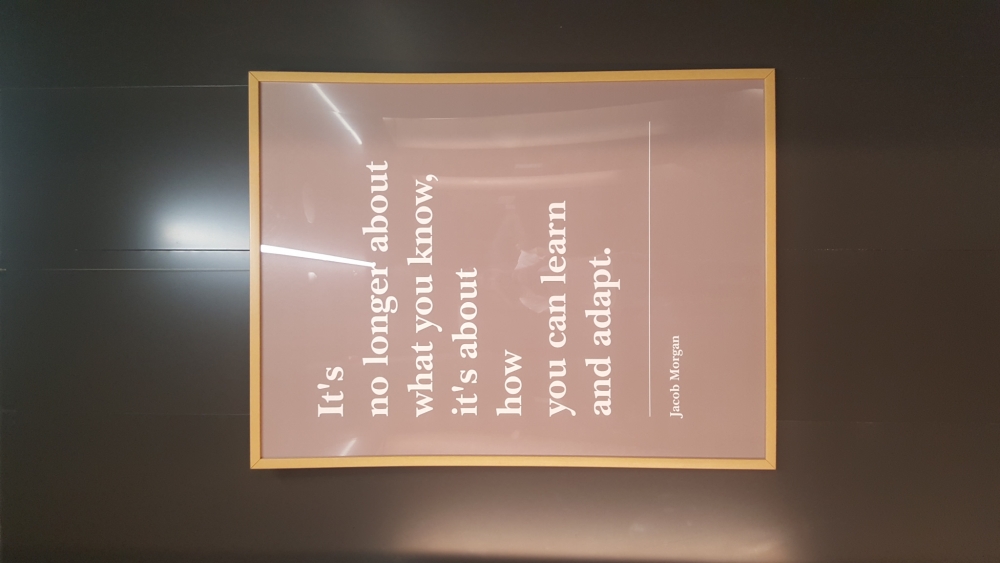 It's
no longer about
what you know,
it's about
how
you can learn
and adapt.
Jacob Morgan